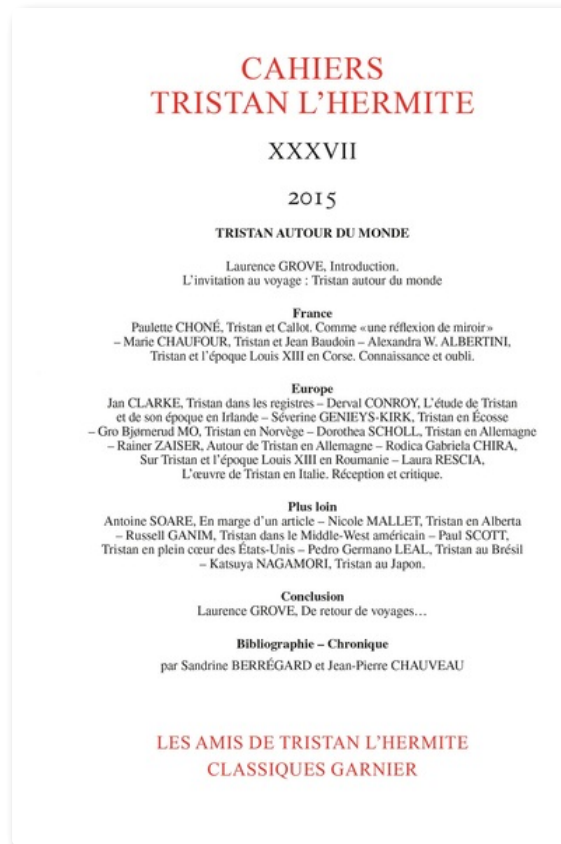 CAHIERS
TRISTAN L'HERMITE
XXXVII
2015
TRISTAN AUTOUR DU MONDE
Laurence GROVE, Introduction.
L'invitation au voyage : Tristan autour du monde
France
Paulette CHONÉ, Tristan et Callot. Comme « une réflexion de miroir »
– Marie CHAUFOUR, Tristan et Jean Baudoin – Alexandra W. ALBERTINI,
Tristan et l'époque Louis XIII en Corse. Connaissance et oubli.
Europe
Jan CLARKE, Tristan dans les registres – Derval CONROY, L'étude de Tristan
et de son époque en Irlande – Séverine GENIEYS-KIRK, Tristan en Écosse
– Gro Bjørnerud MO, Tristan en Norvège – Dorothea SCHOLL, Tristan en Allemagne
– Rainer ZAISER, Autour de Tristan en Allemagne – Rodica Gabriela CHIRA,
Sur Tristan et l'époque Louis XIII en Roumanie – Laura RESCIA,
L'œuvre de Tristan en Italie. Réception et critique.
Plus loin
Antoine SOARE, En marge d'un article – Nicole MALLET, Tristan en Alberta
– Russell GANIM, Tristan dans le Middle-West américain – Paul SCOTT,
Tristan en plein cœur des États-Unis – Pedro Germano LEAL, Tristan au Brésil
– Katsuya NAGAMORI, Tristan au Japon.
Conclusion
Laurence GROVE, De retour de voyages…
Bibliographie – Chronique
par Sandrine BERRÉGARD et Jean-Pierre CHAUVEAU
LES AMIS DE TRISTAN L'HERMITE
CLASSIQUES GARNIER